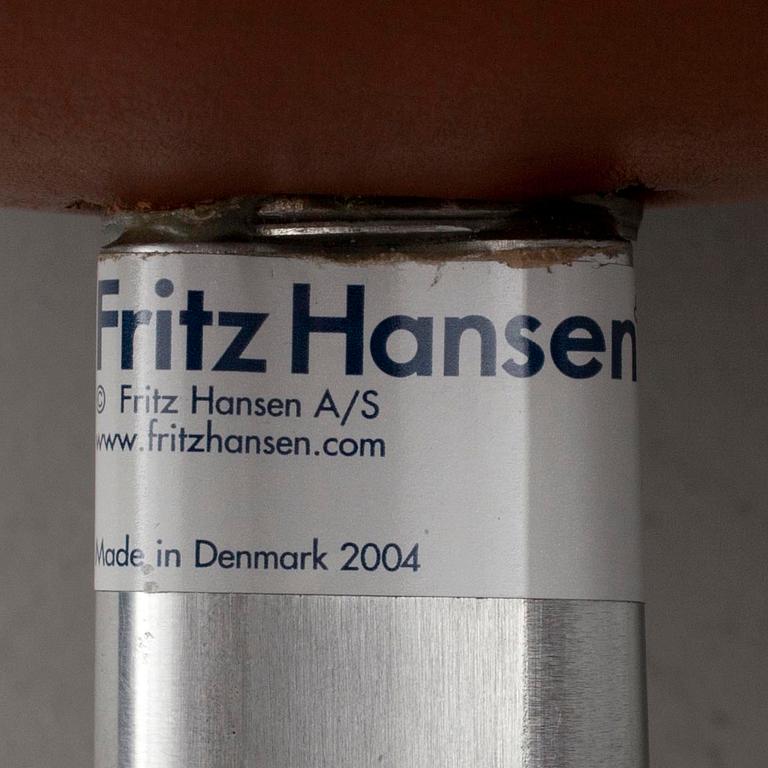 Fritz Hansen
© Fritz Hansen A/S
www.fritzhansen.com
Made in Denmark 2004